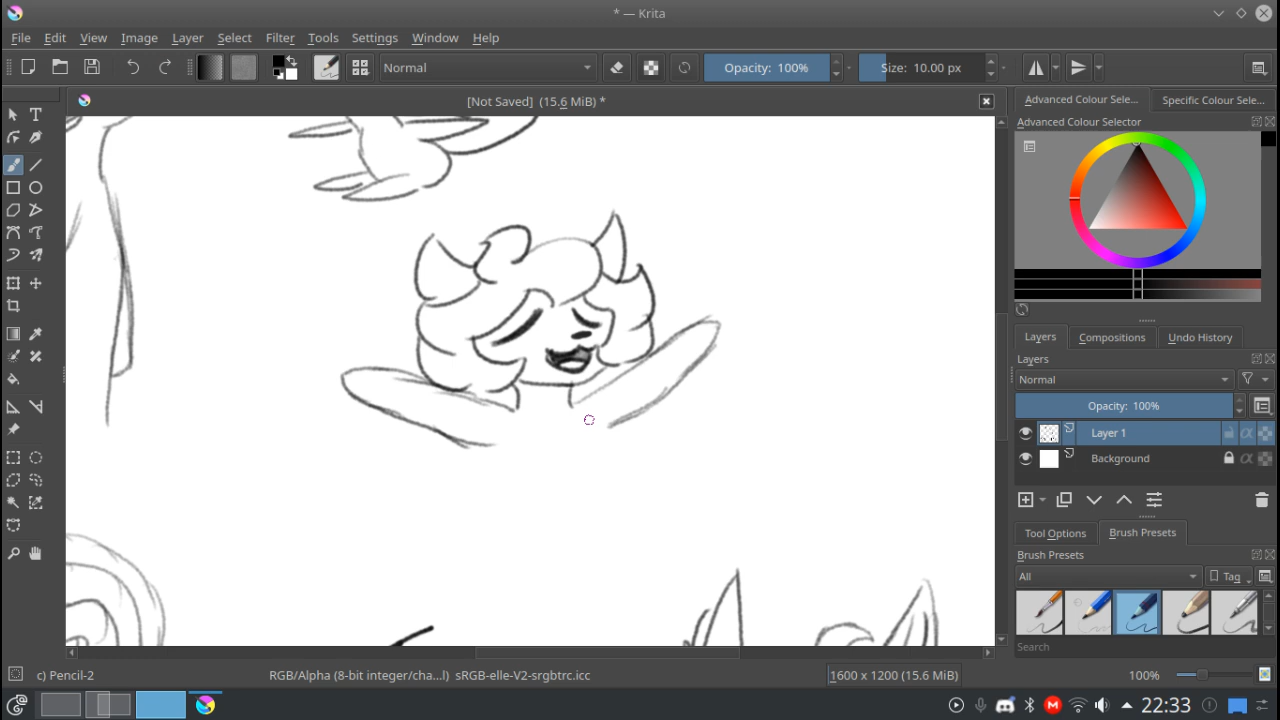 * — Krita
File Edit View Image Layer Select Filter Tools Settings Window Help
Normal Opacity: 100% Size: 10.00 px
[Not Saved] (15.6 MiB) *
Advanced Colour Sele... Specific Colour Sele...
Advanced Colour Selector
Layers Compositions Undo History
Layers
Normal
Opacity: 100%
Layer 1
Background
Tool Options Brush Presets
Brush Presets
All Tag
Search
c) Pencil-2 RGB/Alpha (8-bit integer/cha...l) sRGB-elle-V2-srgbtrc.icc 1600 x 1200 (15.6 MiB) 100%
22:33